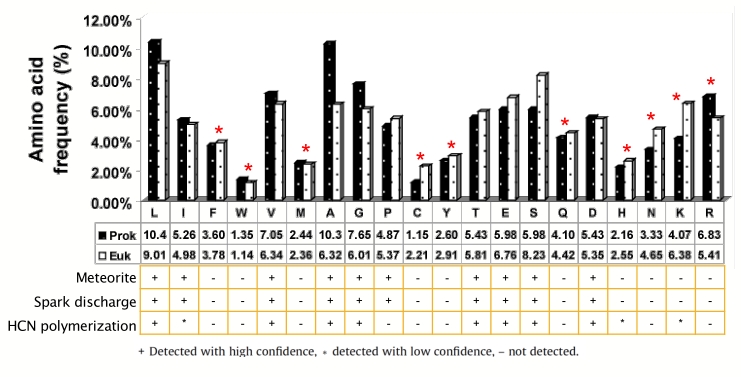 Amino acid
frequency (%)
12.00%
10.00%
8.00%
6.00%
4.00%
2.00%
0.00%
* * * * * * * * *
L I F W V M A G P C Y T E S Q D H N K R
Prok 10.4 5.26 3.60 1.35 7.05 2.44 10.3 7.65 4.87 1.15 2.60 5.43 5.98 5.98 4.10 5.43 2.16 3.33 4.07 6.83
Euk 9.01 4.98 3.78 1.14 6.34 2.36 6.32 6.01 5.37 2.21 2.91 5.81 6.76 8.23 4.42 5.35 2.55 4.65 6.38 5.41
Meteorite + + - - + - + + + - - + + + - + - - - -
Spark discharge + + - - + - + + + - - + + + - + - - - -
HCN polymerization + * - - + - + + - - - + + + - + * - * -
+ Detected with high confidence, * detected with low confidence, – not detected.